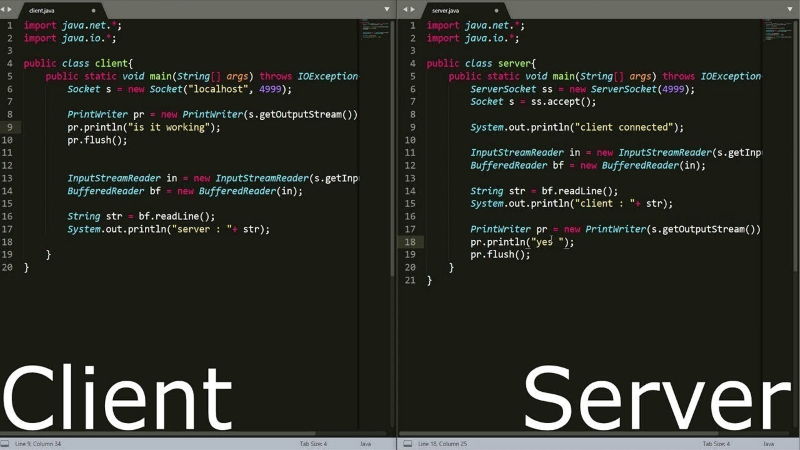 client.java
1 import java.net.*;
2 import java.io.*;
3
4 public class client{
5 public static void main(String[] args) throws IOException
6 Socket s = new Socket("localhost", 4999);
7
8 PrintWriter pr = new PrintWriter(s.getOutputStream())
9 pr.println("is it working");
10 pr.flush();
11
12
13 InputStreamReader in = new InputStreamReader(s.getInp
14 BufferedReader bf = new BufferedReader(in);
15
16 String str = bf.readLine();
17 System.out.println("server : "+ str);
18
19 }
20 }
Client
Line 9, Column 34
Tab Size: 4
Java
server.java
1 import java.net.*;
2 import java.io.*;
3
4 public class server{
5 public static void main(String[] args) throws IOException
6 ServerSocket ss = new ServerSocket(4999);
7 Socket s = ss.accept();
8
9 System.out.println("client connected");
10
11 InputStreamReader in = new InputStreamReader(s.getInpu
12 BufferedReader bf = new BufferedReader(in);
13
14 String str = bf.readLine();
15 System.out.println("client : "+ str);
16
17 PrintWriter pr = new PrintWriter(s.getOutputStream())
18 pr.println("yes ");
19 pr.flush();
20 }
21 }
Server
Line 18, Column 25
Tab Size: 4
Java